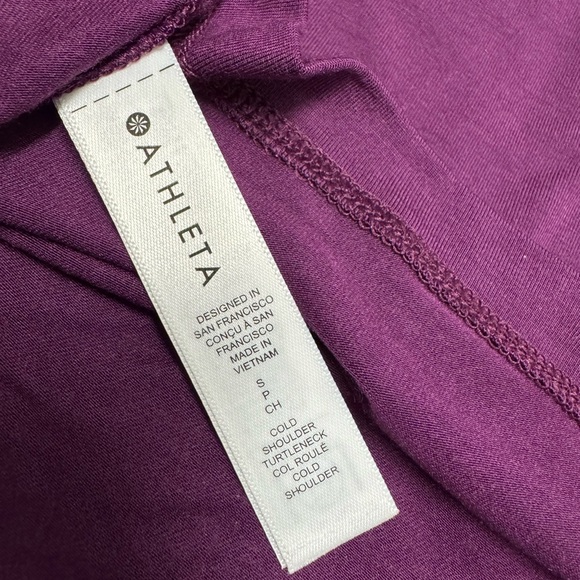 ATHLETA
DESIGNED IN
SAN FRANCISCO
CONÇU À SAN
FRANCISCO
MADE IN
VIETNAM
S
P
CH
COLD
SHOULDER
TURTLENECK
COL ROULÉ
COLD
SHOULDER